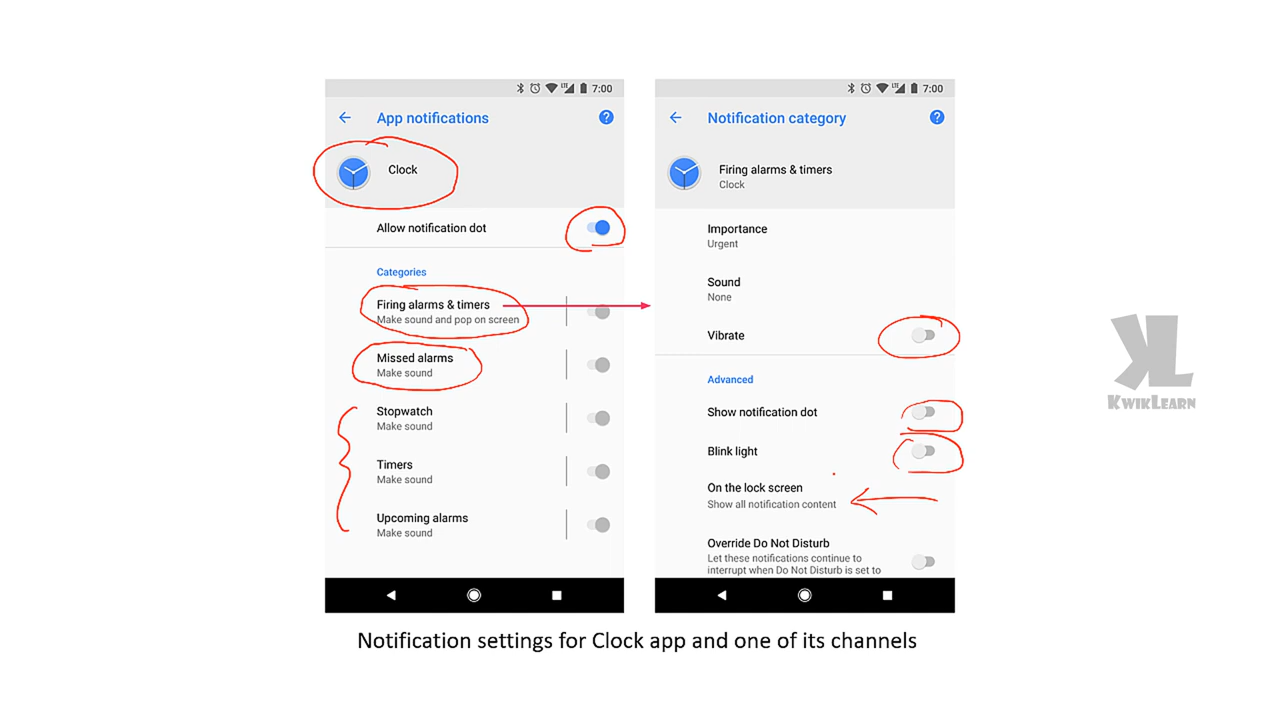 7:00
App notifications
Clock
Allow notification dot
Categories
Firing alarms & timers
Make sound and pop on screen
Missed alarms
Make sound
Stopwatch
Make sound
Timers
Make sound
Upcoming alarms
Make sound
LTE 7:00
Notification category
Firing alarms & timers
Clock
Importance
Urgent
Sound
None
Vibrate
Advanced
Show notification dot
Blink light
On the lock screen
Show all notification content
Override Do Not Disturb
Let these notifications continue to
interrupt when Do Not Disturb is set to
Notification settings for Clock app and one of its channels
KL
KwikLearn